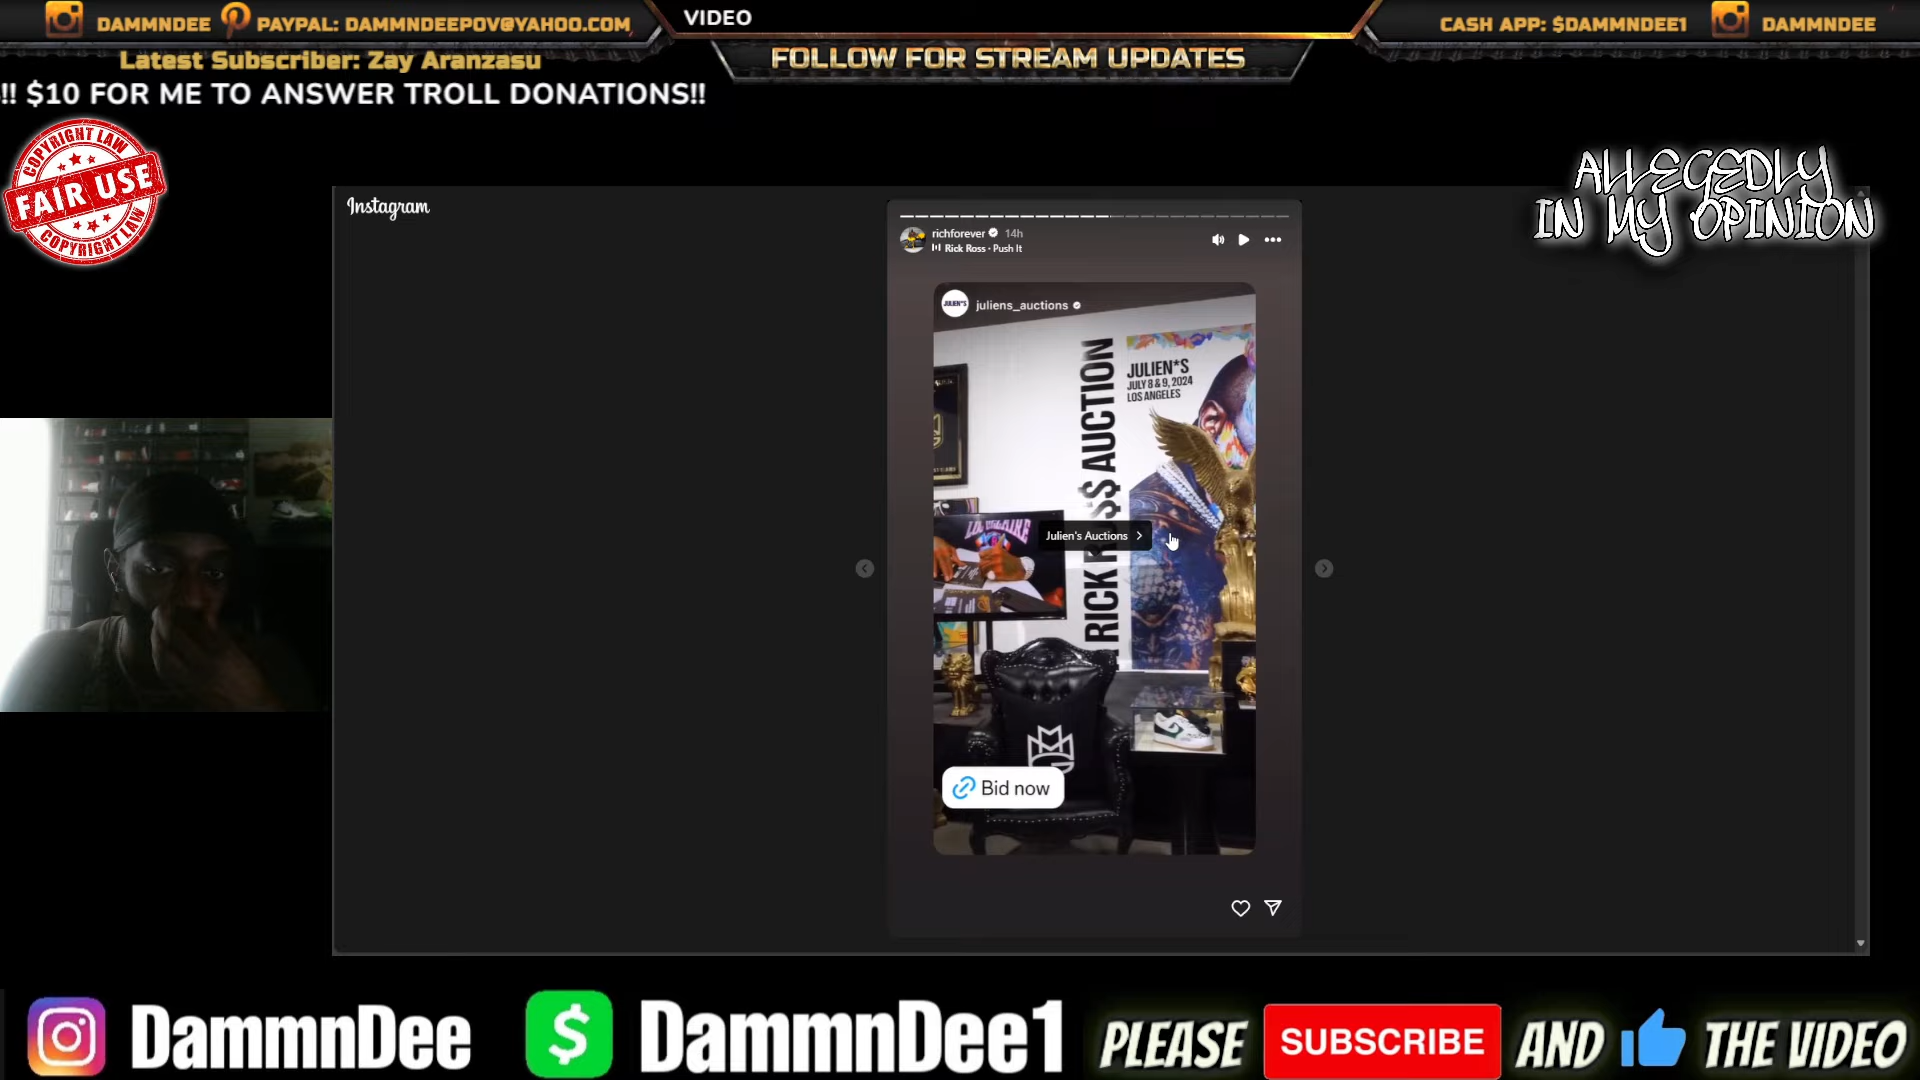 DAMMNDEE
PAYPAL: DAMMNDEEPOV@YAHOO.COM
VIDEO
CASH APP: $DAMMNDEE1
DAMMNDEE
Latest Subscriber: Zay Aranzasu
FOLLOW FOR STREAM UPDATES
!! $10 FOR ME TO ANSWER TROLL DONATIONS!!
COPYRIGHT LAW
FAIR USE
COPYRIGHT LAW
ALLEGEDLY
IN MY OPINION
Instagram
richforever 14h
Rick Ross · Push It
JULIEN'S
juliens_auctions
JULIEN*S
JULY 8 & 9, 2024
LOS ANGELES
RICK RO$$ AUCTION
Julien's Auctions
MMG
Bid now
DammnDee
$
DammnDee1
PLEASE
SUBSCRIBE
AND
THE VIDEO